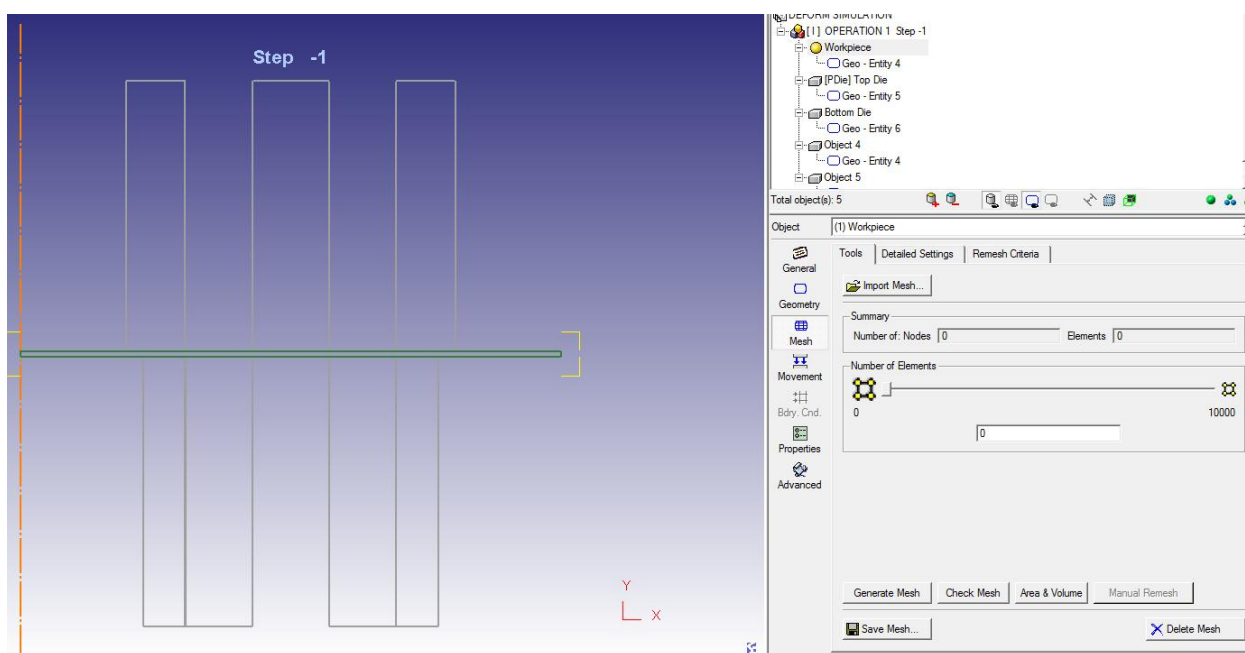 Step -1
Y
X
DEFORM SIMULATION
[1] OPERATION 1 Step -1
Workpiece
Geo - Entity 4
[PDie] Top Die
Geo - Entity 5
Bottom Die
Geo - Entity 6
Object 4
Geo - Entity 4
Object 5
Total object(s): 5
Object (1) Workpiece
General
Geometry
Mesh
Movement
Bdry. Cnd.
Properties
Advanced
Tools Detailed Settings Remesh Criteria
Import Mesh...
Summary
Number of: Nodes 0 Elements 0
Number of Elements
0 10000
0
Generate Mesh Check Mesh Area & Volume Manual Remesh
Save Mesh... Delete Mesh